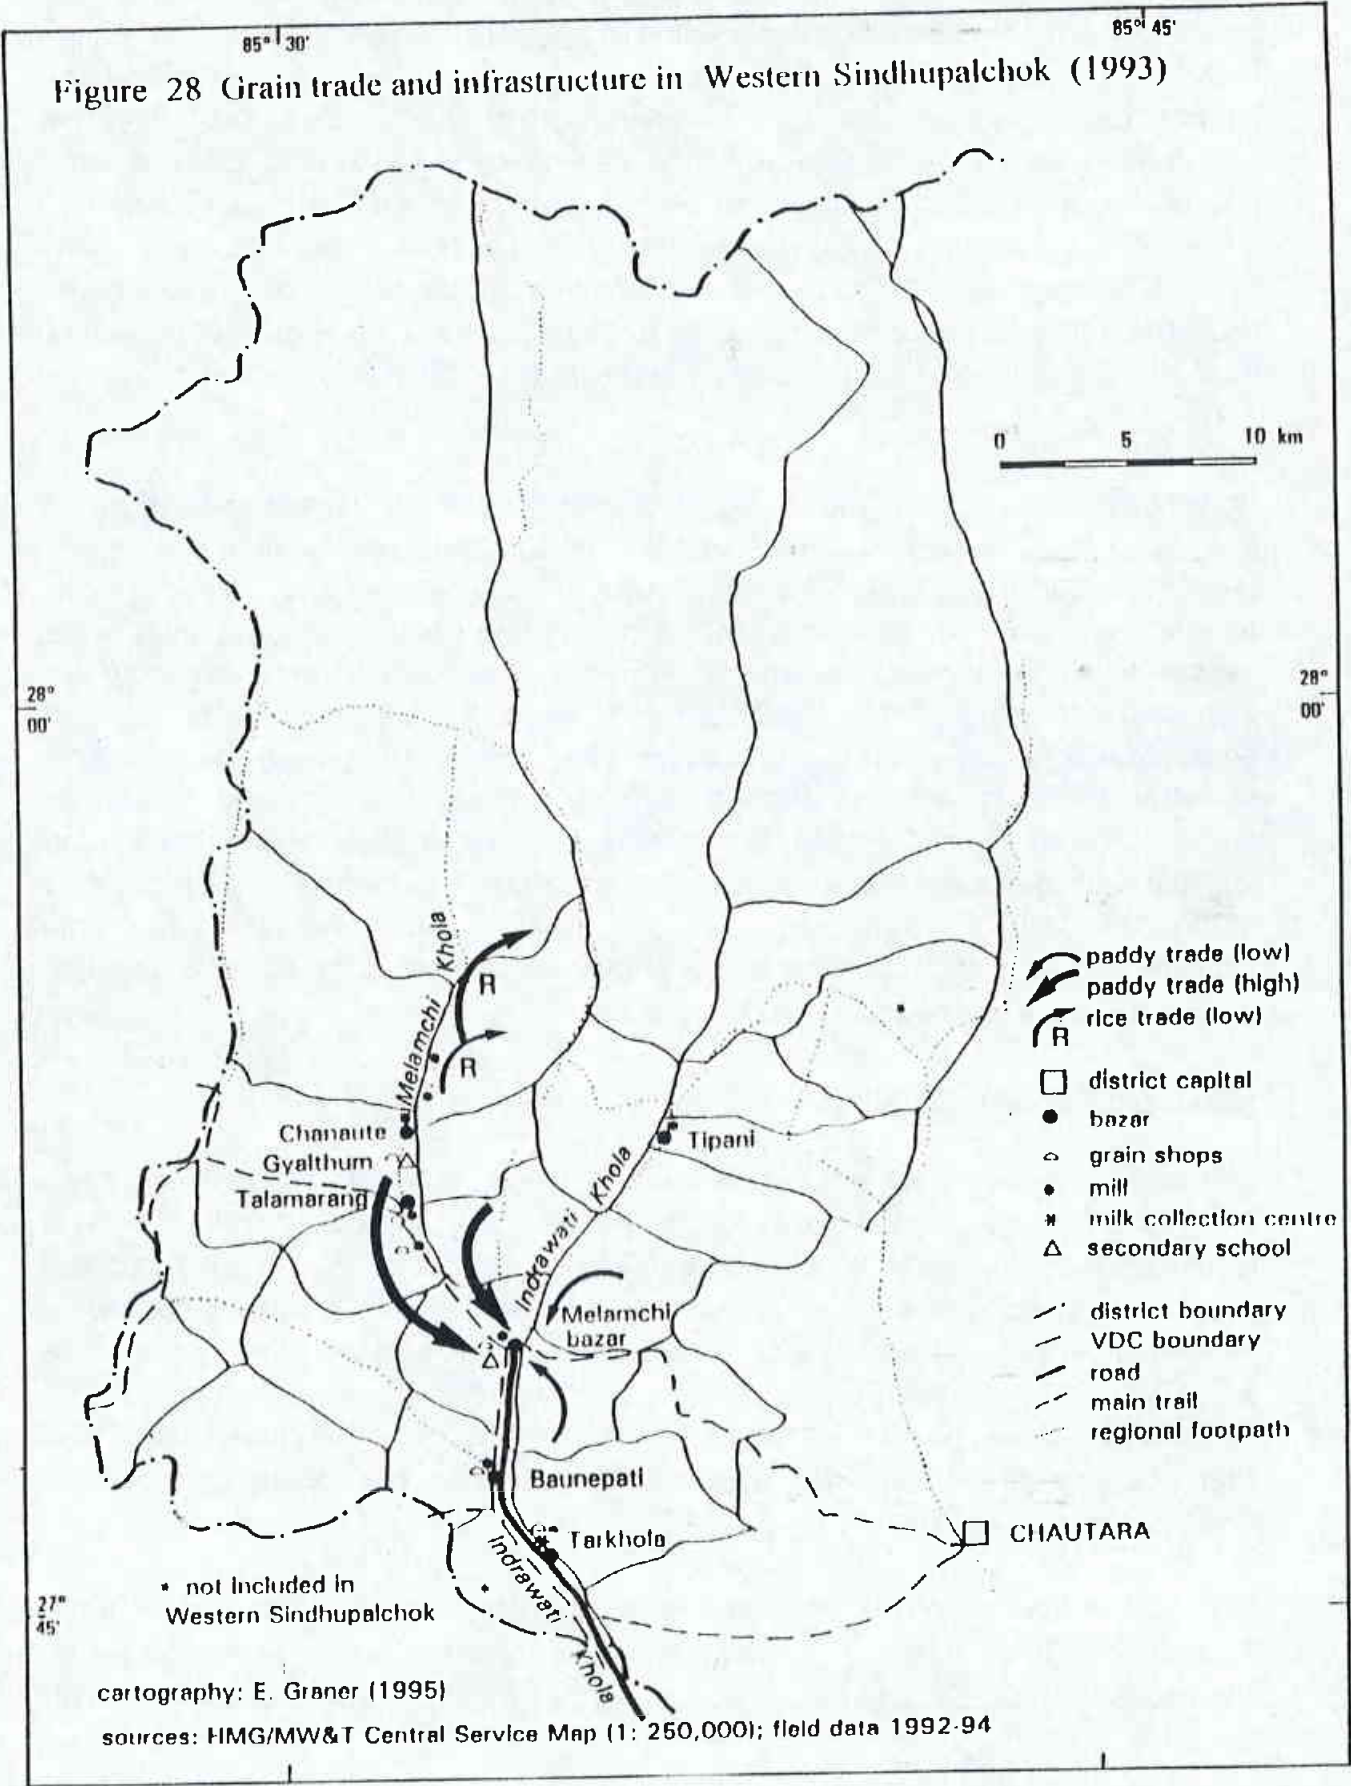 85° 30'
85° 45'
Figure 28 Grain trade and infrastructure in Western Sindhupalchok (1993)
0 5 10 km
28°
00'
28°
00'
Melamchi Khola
R
R
paddy trade (low)
paddy trade (high)
rice trade (low)
R
district capital
bazar
grain shops
mill
milk collection centre
secondary school
Chanaute
Gyalthum
Talamarang
Tipani
Indrawati Khola
Melamchi
bazar
district boundary
VDC boundary
road
main trail
regional footpath
Baunepati
Tarkhola
CHAUTARA
Indrawati
Khola
* not included in
Western Sindhupalchok
27°
45'
cartography: E. Graner (1995)
sources: HMG/MW&T Central Service Map (1: 250,000); field data 1992-94